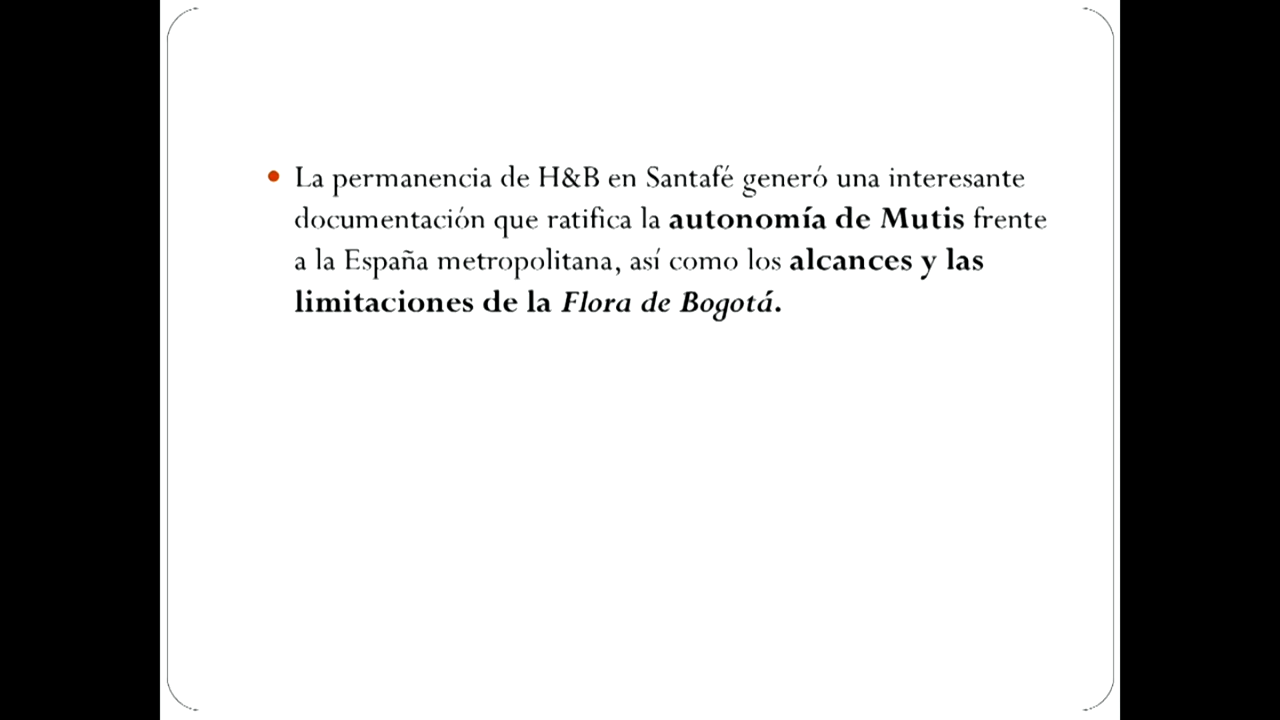 La permanencia de H&B en Santafé generó una interesante
documentación que ratifica la autonomía de Mutis frente
a la España metropolitana, así como los alcances y las
limitaciones de la Flora de Bogotá.